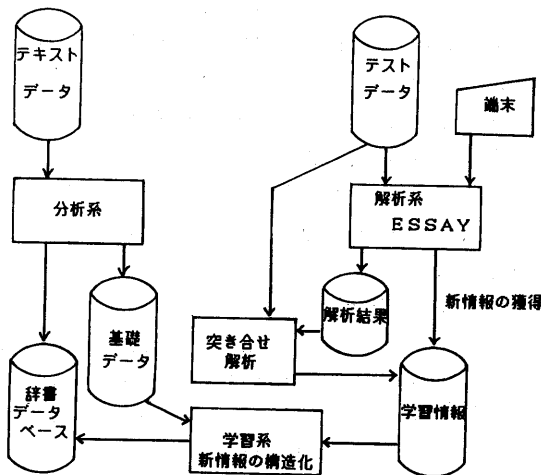 テキスト
データ
テスト
データ
端末
分析系
解析系
ESSAY
新情報の獲得
解析結果
基礎
データ
突き合せ
解析
辞書
データ
ベース
学習情報
学習系
新情報の構造化